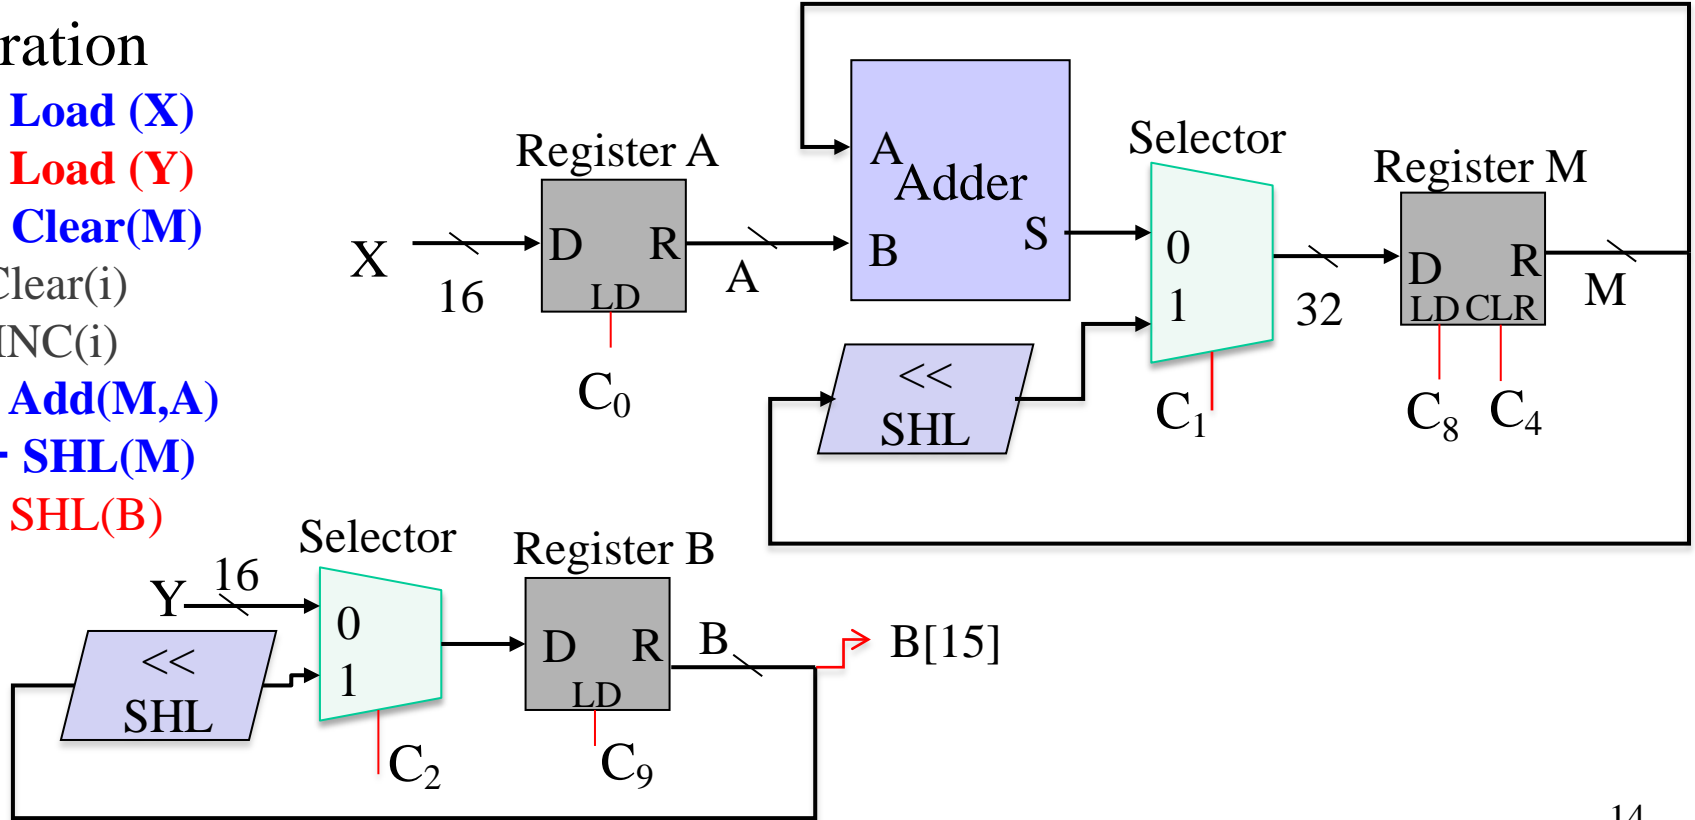 ration
Load (X)
Load (Y)
Clear(M)
Clear(i)
INC(i)
Add(M,A)
SHL(M)
SHL(B)
Register A
X
16
D R
LD
C0
A
A
Adder
B
S
Selector
0
1
C1
32
Register M
D R
LD CLR
C8 C4
M
<<
SHL
Y 16
<<
SHL
Selector
0
1
C2
Register B
D R
LD
C9
B
B[15]